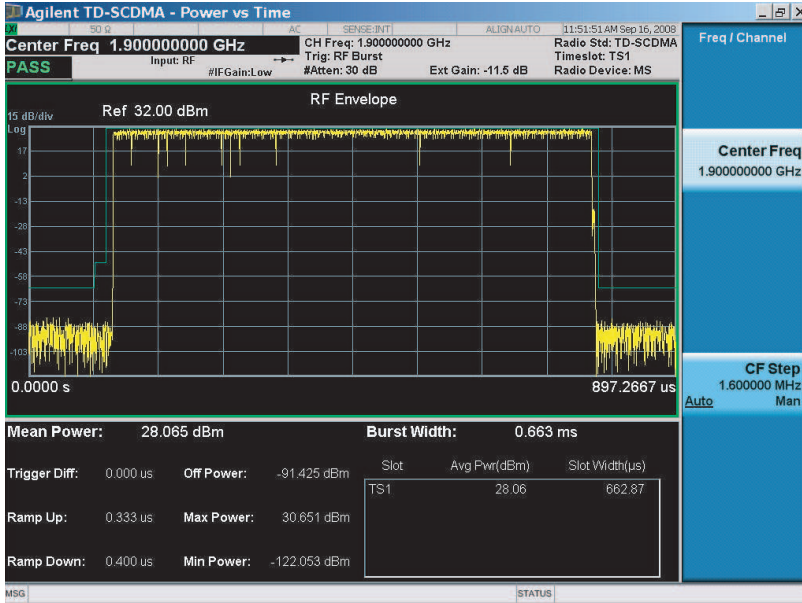 Agilent TD-SCDMA - Power vs Time
50 Ω AC SENSE:INT ALIGN AUTO 11:51:51 AM Sep 16, 2008
Center Freq 1.900000000 GHz
CH Freq: 1.900000000 GHz
Radio Std: TD-SCDMA
Input: RF
Trig: RF Burst
Timeslot: TS1
PASS
#IFGain:Low
#Atten: 30 dB
Ext Gain: -11.5 dB
Radio Device: MS
Freq / Channel
Center Freq
1.900000000 GHz
CF Step
1.600000 MHz
Auto Man
15 dB/div
Ref 32.00 dBm
RF Envelope
Log
17
2
-13
-28
-43
-58
-73
-88
-103
0.0000 s
897.2667 us
Mean Power: 28.065 dBm
Burst Width: 0.663 ms
Trigger Diff: 0.000 us
Off Power: -91.425 dBm
Ramp Up: 0.333 us
Max Power: 30.651 dBm
Ramp Down: 0.400 us
Min Power: -122.053 dBm
Slot Avg Pwr(dBm) Slot Width(μs)
TS1 28.06 662.87
MSG
STATUS